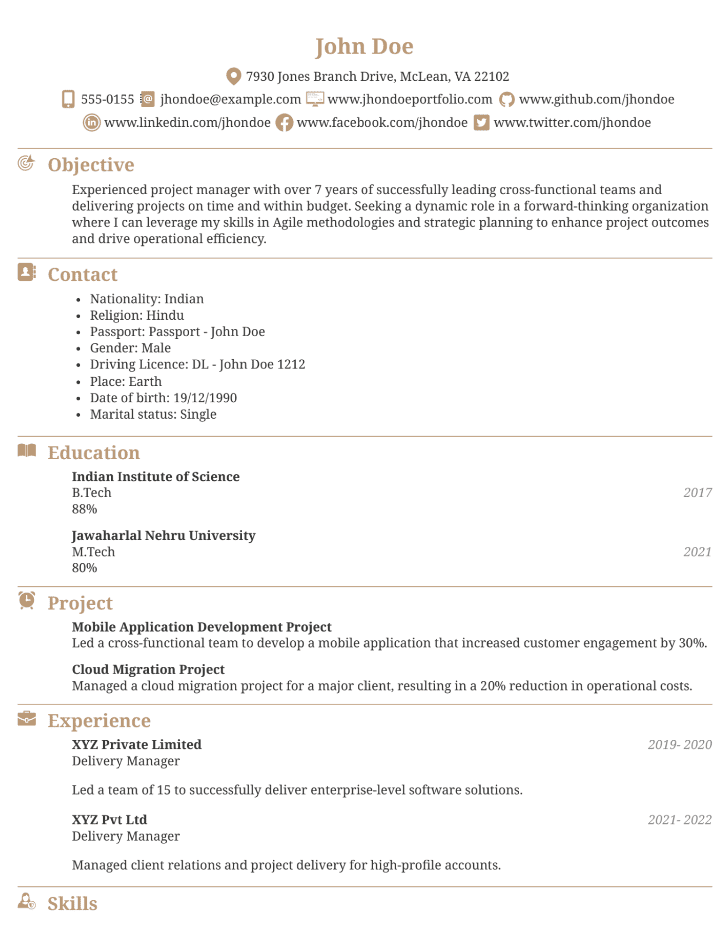 John Doe
7930 Jones Branch Drive, McLean, VA 22102
555-0155 jhondoe@example.com www.jhondoeportfolio.com www.github.com/jhondoe
www.linkedin.com/jhondoe www.facebook.com/jhondoe www.twitter.com/jhondoe
Objective
Experienced project manager with over 7 years of successfully leading cross-functional teams and
delivering projects on time and within budget. Seeking a dynamic role in a forward-thinking organization
where I can leverage my skills in Agile methodologies and strategic planning to enhance project outcomes
and drive operational efficiency.
Contact
• Nationality: Indian
• Religion: Hindu
• Passport: Passport - John Doe
• Gender: Male
• Driving Licence: DL - John Doe 1212
• Place: Earth
• Date of birth: 19/12/1990
• Marital status: Single
Education
Indian Institute of Science
B.Tech 2017
88%
Jawaharlal Nehru University
M.Tech 2021
80%
Project
Mobile Application Development Project
Led a cross-functional team to develop a mobile application that increased customer engagement by 30%.
Cloud Migration Project
Managed a cloud migration project for a major client, resulting in a 20% reduction in operational costs.
Experience
XYZ Private Limited 2019- 2020
Delivery Manager
Led a team of 15 to successfully deliver enterprise-level software solutions.
XYZ Pvt Ltd 2021- 2022
Delivery Manager
Managed client relations and project delivery for high-profile accounts.
Skills